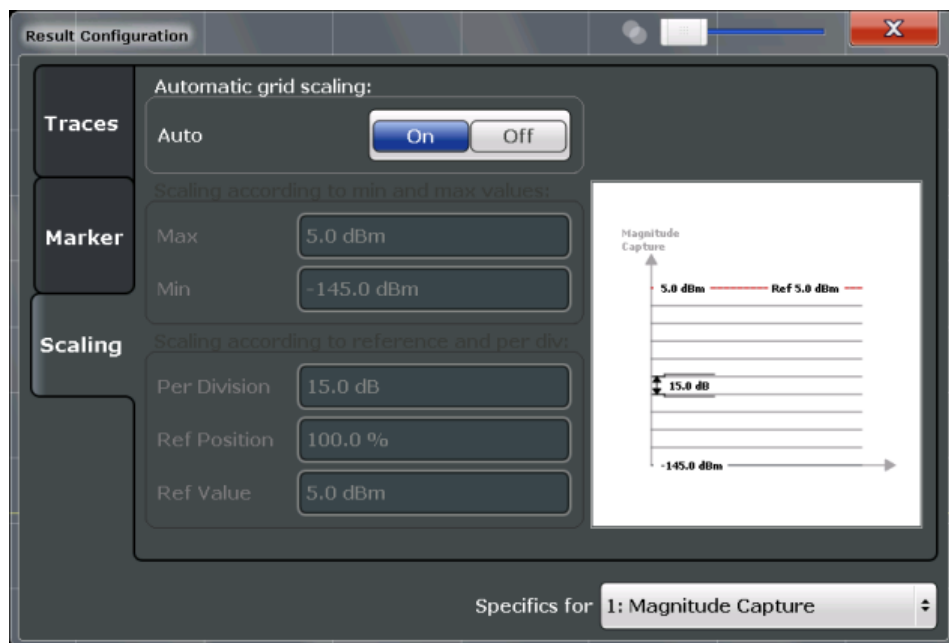 Result Configuration
X
Traces
Marker
Scaling
Automatic grid scaling:
Auto
On
Off
Scaling according to min and max values:
Max
5.0 dBm
Min
-145.0 dBm
Scaling according to reference and per div:
Per Division
15.0 dB
Ref Position
100.0 %
Ref Value
5.0 dBm
Magnitude
Capture
5.0 dBm
Ref 5.0 dBm
15.0 dB
-145.0 dBm
Specifics for
1: Magnitude Capture